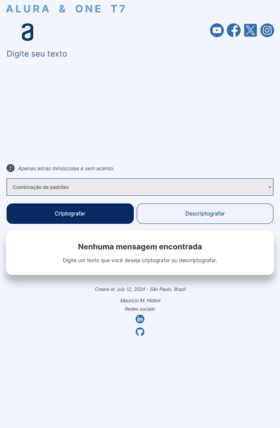 ALURA & ONE T7
a
Digite seu texto
Apenas letras minúsculas e sem acento.
Combinação de padrões
Criptografar
Descriptografar
Nenhuma mensagem encontrada
Digite um texto que você deseja criptografar ou descriptografar.
Create at July 12, 2024 - São Paulo, Brazil
Maurício M. Hidani
Redes sociais: